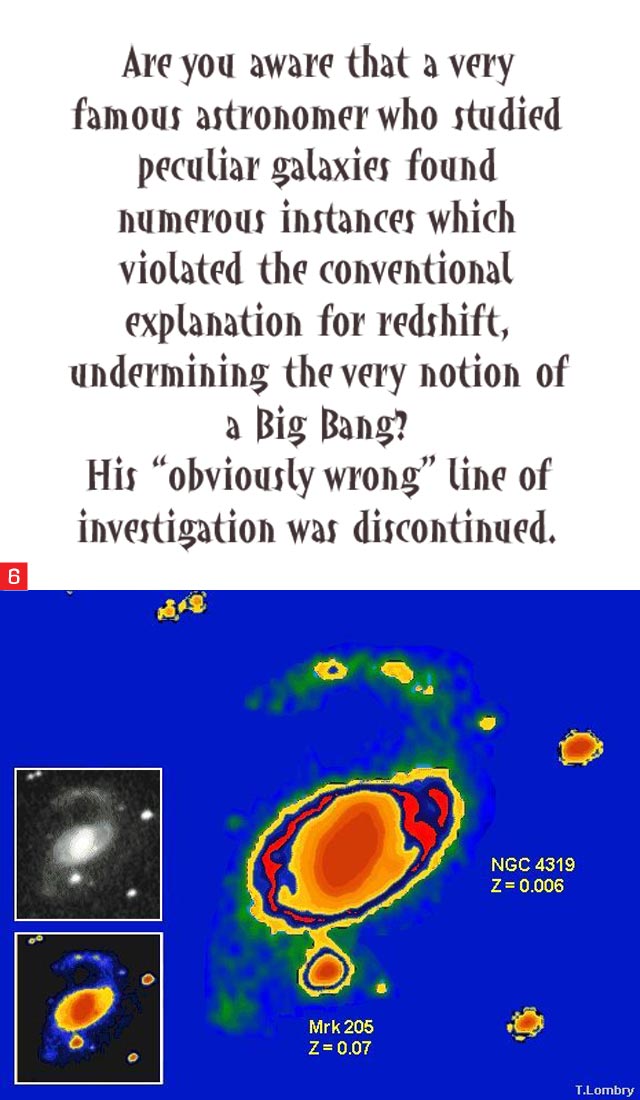 Are you aware that a very
famous astronomer who studied
peculiar galaxies found
numerous instances which
violated the conventional
explanation for redshift,
undermining the very notion of
a Big Bang?
His “obviously wrong” line of
investigation was discontinued.
6
NGC 4319
Z = 0.006
Mrk 205
Z = 0.07
T.Lombry